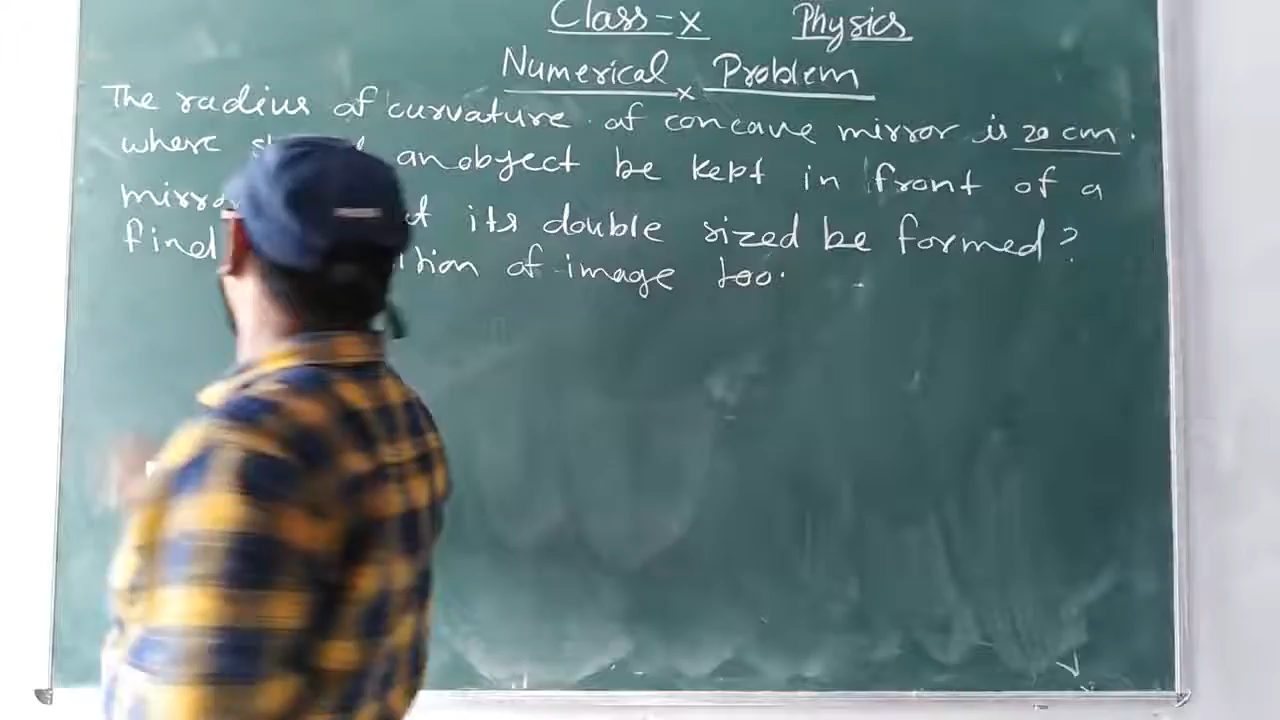 Class-X Physics
Numerical Problem
The radius of curvature of concave mirror is 20 cm.
where an object be kept in front of a
its double sized be formed?
find of image too.